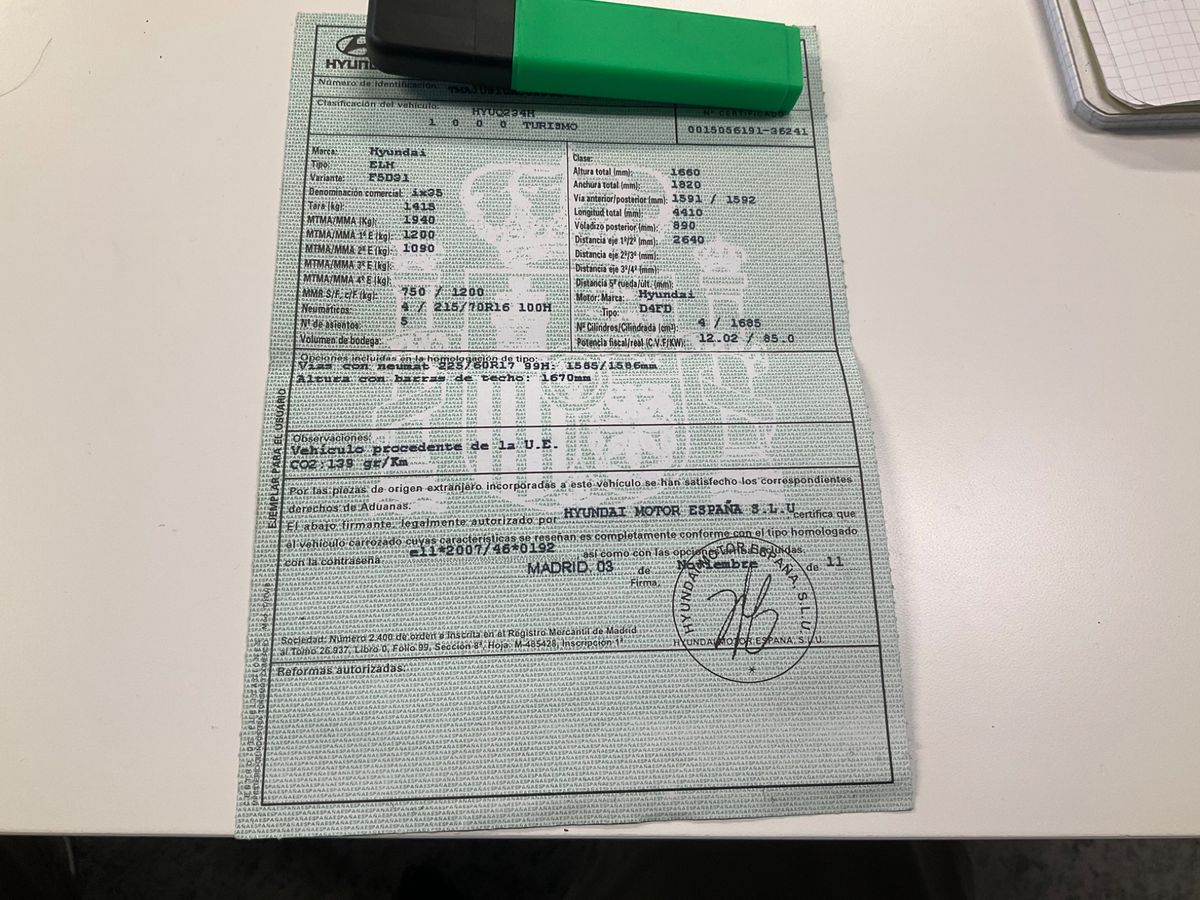 HYUN
Número de Identificación:
Clasificación del vehículo: HYUQ234H
1 0 0 0 TURISMO
Nº CERTIFICADO
0015056191-36241
Marca: Hyundai
Tipo: ELH
Variante: F5D31
Denominación comercial: ix35
Tara (kg): 1415
MTMA/MMA (Kg): 1940
MTMA/MMA 1º E (kg): 1200
MTMA/MMA 2º E (kg): 1090
MTMA/MMA 3º E (kg):
MTMA/MMA 4º E (kg):
MMR S/F, c/F (kg): 750 / 1200
Neumáticos: 4 / 215/70R16 100H
Nº de asientos: 5
Volumen de bodega:
Clase:
Altura total (mm): 1660
Anchura total (mm): 1820
Vía anterior/posterior (mm): 1591 / 1592
Longitud total (mm): 4410
Voladizo posterior (mm): 890
Distancia eje 1º/2º (mm): 2640
Distancia eje 2º/3º (mm):
Distancia eje 3º/4º (mm):
Distancia 5ª rueda/últ. (mm):
Motor: Marca: Hyundai
Tipo: D4FD
Nº Cilindros/Cilindrada (cm³): 4 / 1685
Potencia fiscal/real (C.V.F/KW): 12.02 / 85.0
Opciones incluidas en la homologación de tipo:
Vias con neumat 225/60R17 99H: 1585/1586mm
Altura con barras de techo: 1670mm
Observaciones:
Vehículo procedente de la U.E.
CO2:139 gr/Km
Por las piezas de origen extranjero incorporadas a este vehículo se han satisfecho los correspondientes
derechos de Aduanas.
El abajo firmante, legalmente autorizado por HYUNDAI MOTOR ESPAÑA S.L.U certifica que
el vehículo carrozado cuyas características se reseñan es completamente conforme con el tipo homologado
con la contraseña e11*2007/46*0192 así como con las opciones incluidas.
MADRID, 03 de Noviembre de 11
Firma,
HYUNDAI MOTOR ESPAÑA, S.L.U.
HYUNDAI MOTOR ESPAÑA, S.L.U.
Sociedad: Número 2.400 de orden e inscrita en el Registro Mercantil de Madrid
al Tomo 26.937, Libro 0, Folio 99, Sección 8ª, Hoja: M-485428, Inscripción 1ª
Reformas autorizadas:
EJEMPLAR PARA EL USUARIO